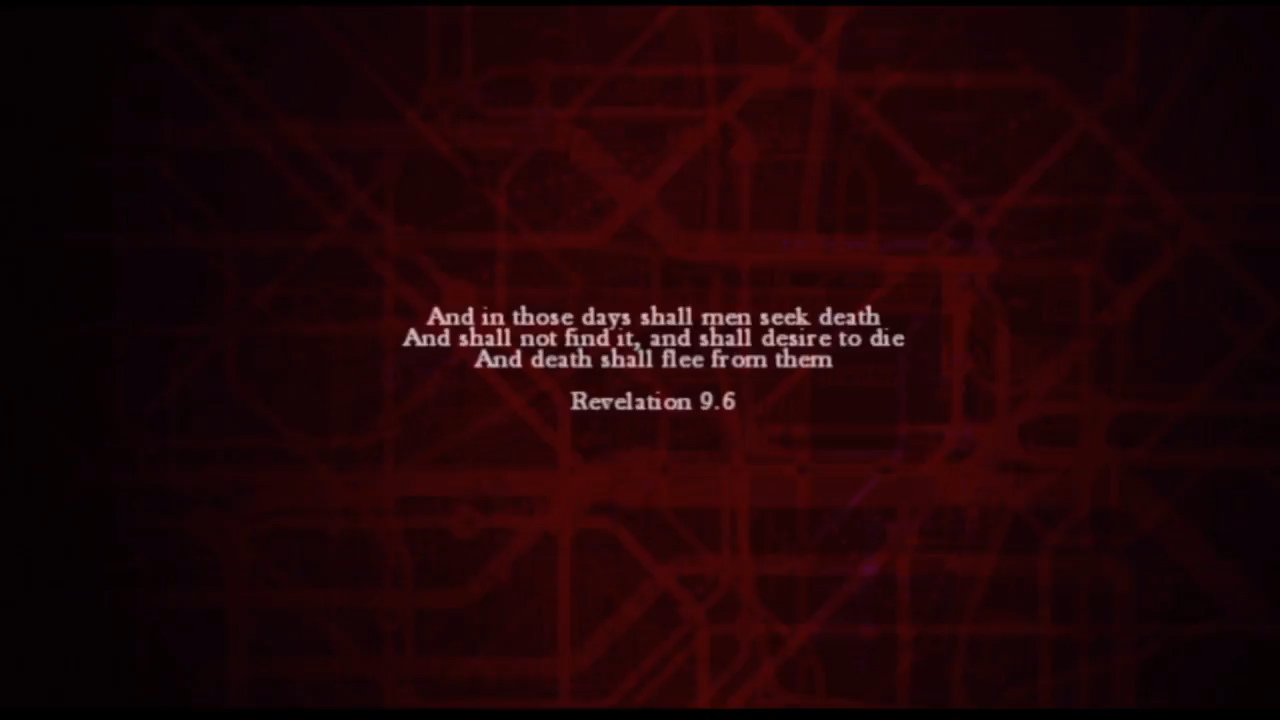 And in those days shall men seek death
And shall not find it, and shall desire to die
And death shall flee from them
Revelation 9.6